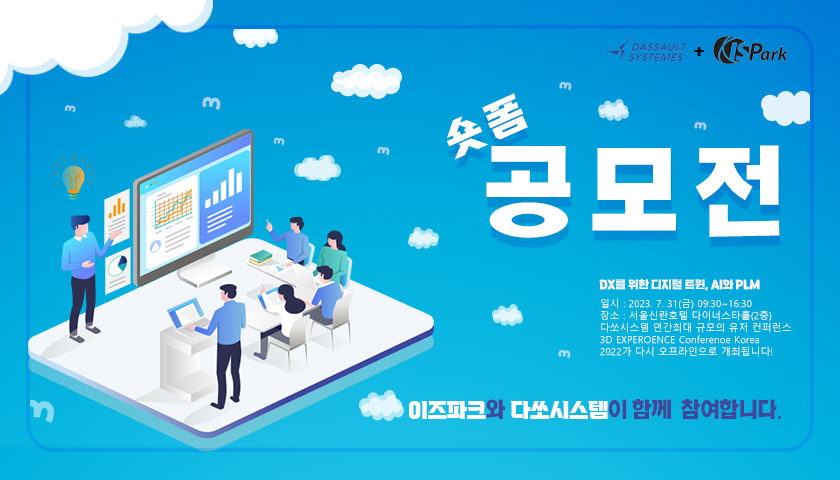 DASSAULT
SYSTEMES
+
Park
숏폼
공모전
DX를 위한 디지털 트윈, AI와 PLM
일시 : 2023. 7. 31(금) 09:30~16:30
장소 : 서울신란호텔 다이너스타홀(2층)
다쏘시스템 연간최대 규모의 유저 컨퍼런스
3D EXPEROENCE Conferenoe Korea
2022가 다시 오프라인으로 개최됩니다!
이즈파크와 다쏘시스템이 함께 참여합니다.